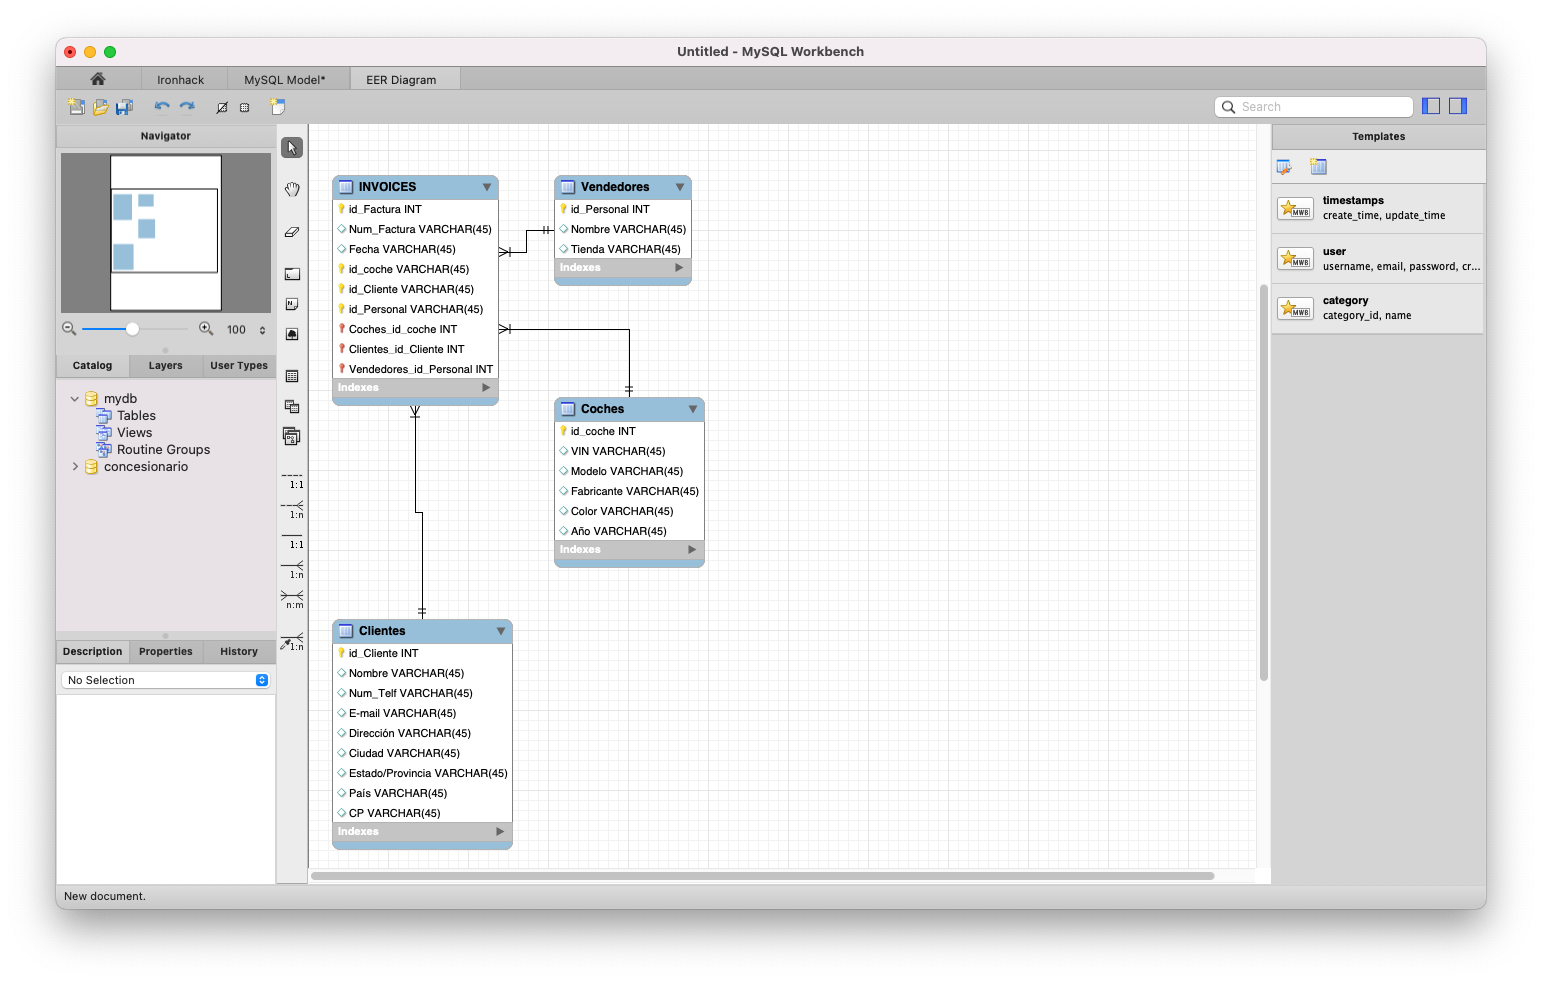 Untitled - MySQL Workbench
Ironhack
MySQL Model*
EER Diagram
Search
Navigator
100
Catalog
Layers
User Types
mydb
Tables
Views
Routine Groups
concesionario
Description
Properties
History
No Selection
New document.
1:1
1:n
1:1
1:n
n:m
1:n
INVOICES
id_Factura INT
Num_Factura VARCHAR(45)
Fecha VARCHAR(45)
id_coche VARCHAR(45)
id_Cliente VARCHAR(45)
id_Personal VARCHAR(45)
Coches_id_coche INT
Clientes_id_Cliente INT
Vendedores_id_Personal INT
Indexes
Vendedores
id_Personal INT
Nombre VARCHAR(45)
Tienda VARCHAR(45)
Indexes
Coches
id_coche INT
VIN VARCHAR(45)
Modelo VARCHAR(45)
Fabricante VARCHAR(45)
Color VARCHAR(45)
Año VARCHAR(45)
Indexes
Clientes
id_Cliente INT
Nombre VARCHAR(45)
Num_Telf VARCHAR(45)
E-mail VARCHAR(45)
Dirección VARCHAR(45)
Ciudad VARCHAR(45)
Estado/Provincia VARCHAR(45)
País VARCHAR(45)
CP VARCHAR(45)
Indexes
Templates
MWB
timestamps
create_time, update_time
MWB
user
username, email, password, cr...
MWB
category
category_id, name